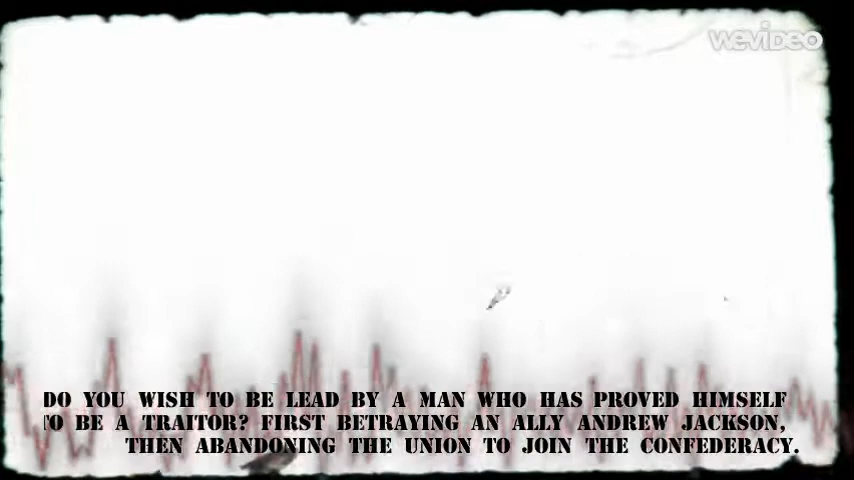 wevideo
DO YOU WISH TO BE LEAD BY A MAN WHO HAS PROVED HIMSELF
TO BE A TRAITOR? FIRST BETRAYING AN ALLY ANDREW JACKSON,
THEN ABANDONING THE UNION TO JOIN THE CONFEDERACY.